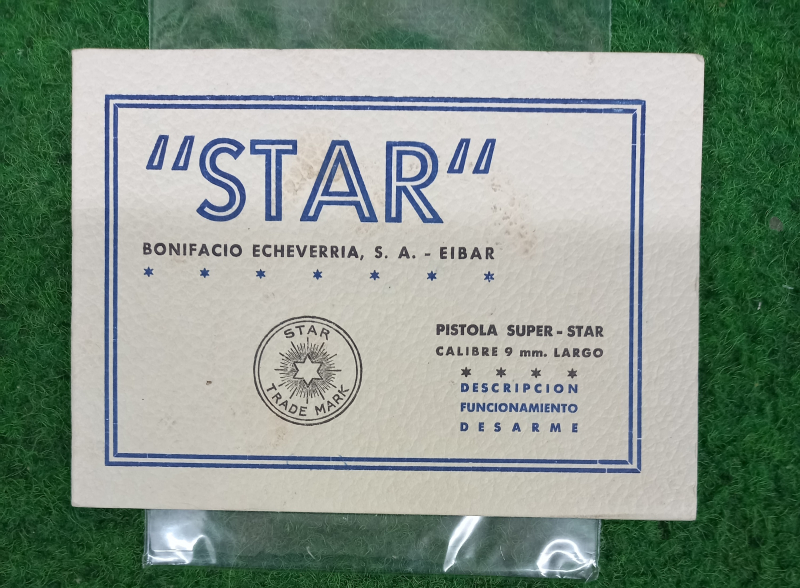 "STAR"
BONIFACIO ECHEVERRIA, S. A. - EIBAR
STAR
TRADE MARK
PISTOLA SUPER - STAR
CALIBRE 9 mm. LARGO
DESCRIPCION
FUNCIONAMIENTO
DESARME